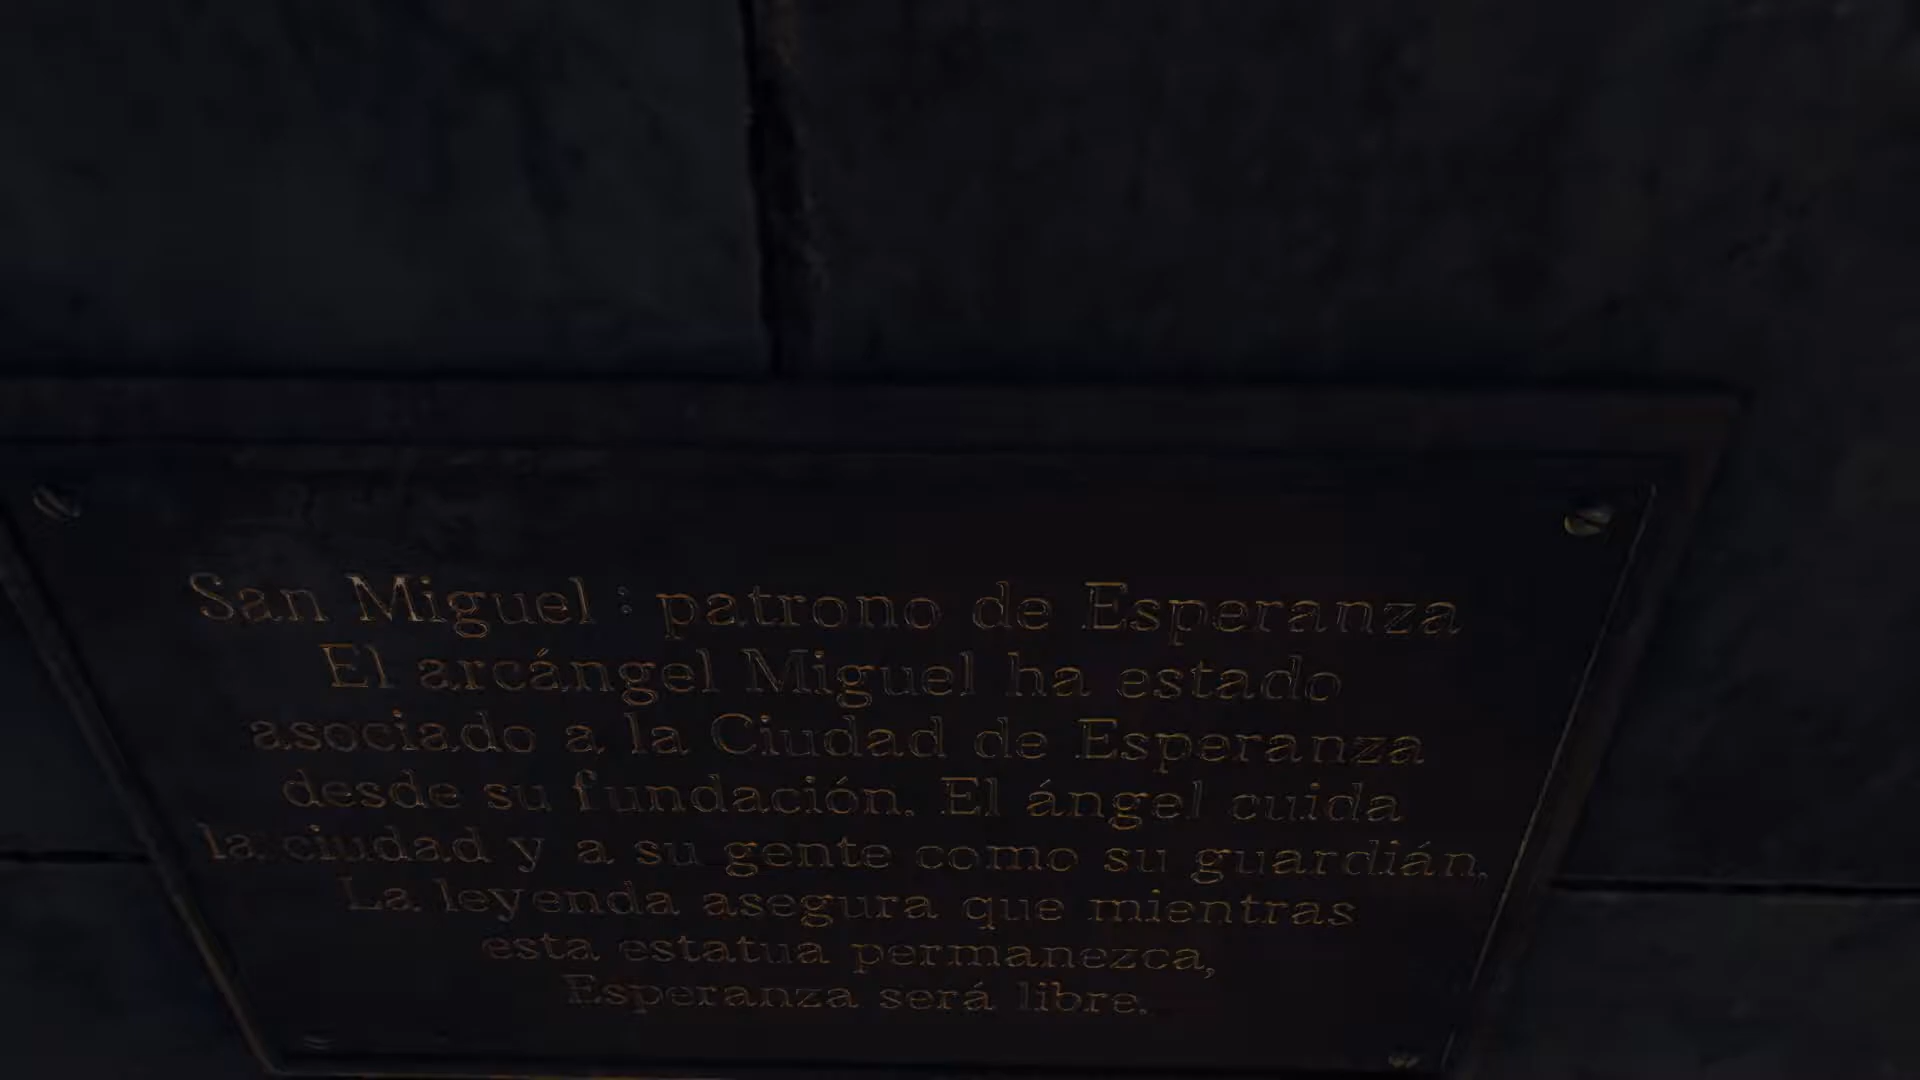 San Miguel : patrono de Esperanza
El arcángel Miguel ha estado
asociado a la Ciudad de Esperanza
desde su fundación. El ángel cuida
la ciudad y a su gente como su guardián.
La leyenda asegura que mientras
esta estatua permanezca,
Esperanza será libre.